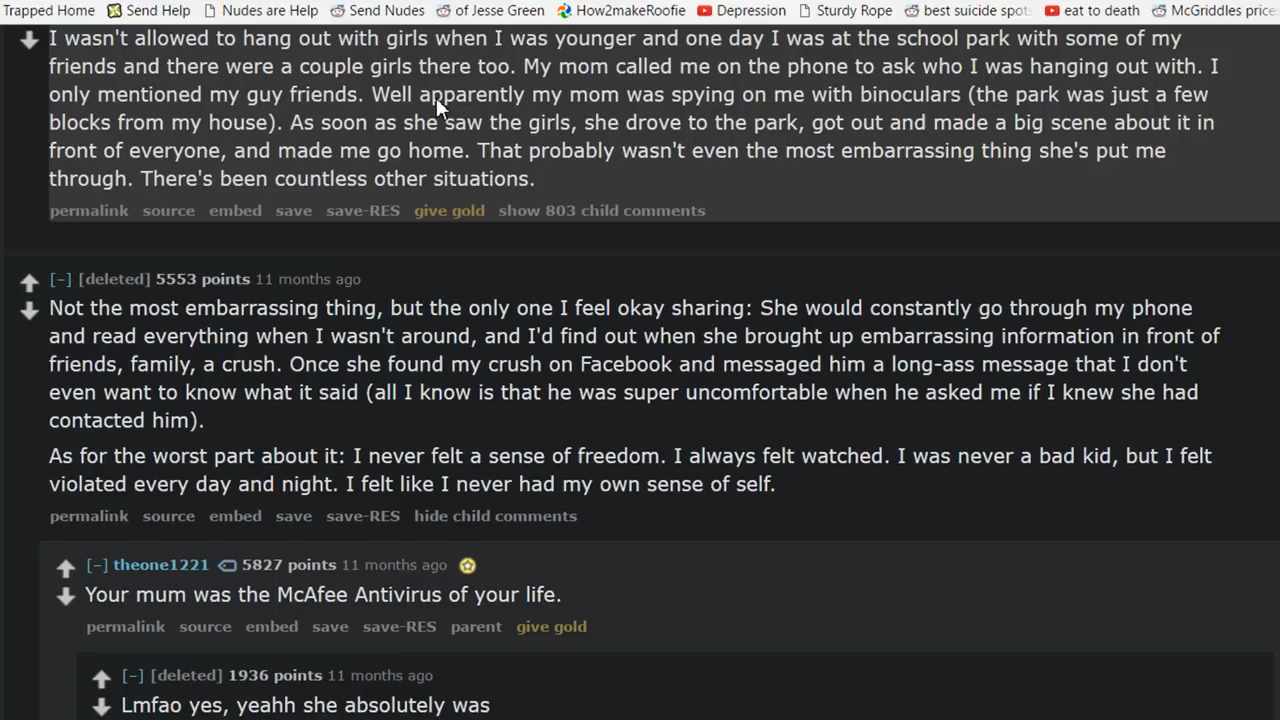 Trapped Home Send Help Nudes are Help Send Nudes of Jesse Green How2makeRoofie Depression Sturdy Rope best suicide spots eat to death McGriddles price
I wasn't allowed to hang out with girls when I was younger and one day I was at the school park with some of my
friends and there were a couple girls there too. My mom called me on the phone to ask who I was hanging out with. I
only mentioned my guy friends. Well apparently my mom was spying on me with binoculars (the park was just a few
blocks from my house). As soon as she saw the girls, she drove to the park, got out and made a big scene about it in
front of everyone, and made me go home. That probably wasn't even the most embarrassing thing she's put me
through. There's been countless other situations.
permalink source embed save save-RES give gold show 803 child comments
[-] [deleted] 5553 points 11 months ago
Not the most embarrassing thing, but the only one I feel okay sharing: She would constantly go through my phone
and read everything when I wasn't around, and I'd find out when she brought up embarrassing information in front of
friends, family, a crush. Once she found my crush on Facebook and messaged him a long-ass message that I don't
even want to know what it said (all I know is that he was super uncomfortable when he asked me if I knew she had
contacted him).
As for the worst part about it: I never felt a sense of freedom. I always felt watched. I was never a bad kid, but I felt
violated every day and night. I felt like I never had my own sense of self.
permalink source embed save save-RES hide child comments
[-] theone1221 5827 points 11 months ago
Your mum was the McAfee Antivirus of your life.
permalink source embed save save-RES parent give gold
[-] [deleted] 1936 points 11 months ago
Lmfao yes, yeahh she absolutely was